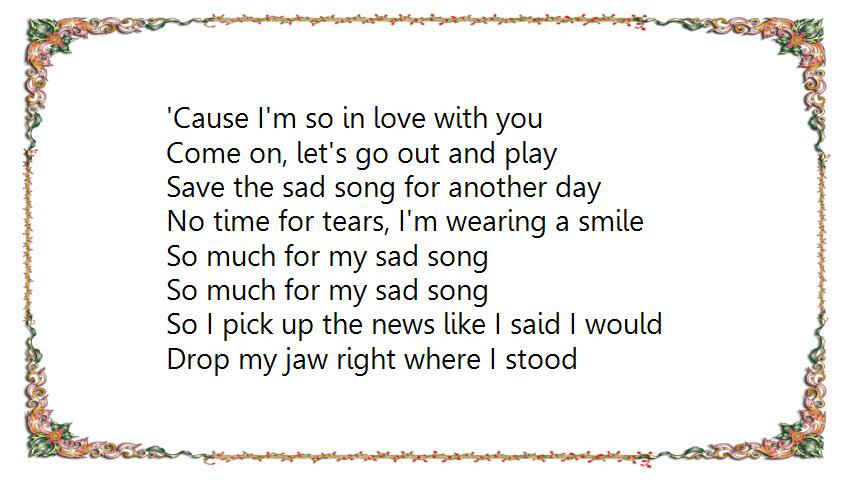 'Cause I'm so in love with you
Come on, let's go out and play
Save the sad song for another day
No time for tears, I'm wearing a smile
So much for my sad song
So much for my sad song
So I pick up the news like I said I would
Drop my jaw right where I stood